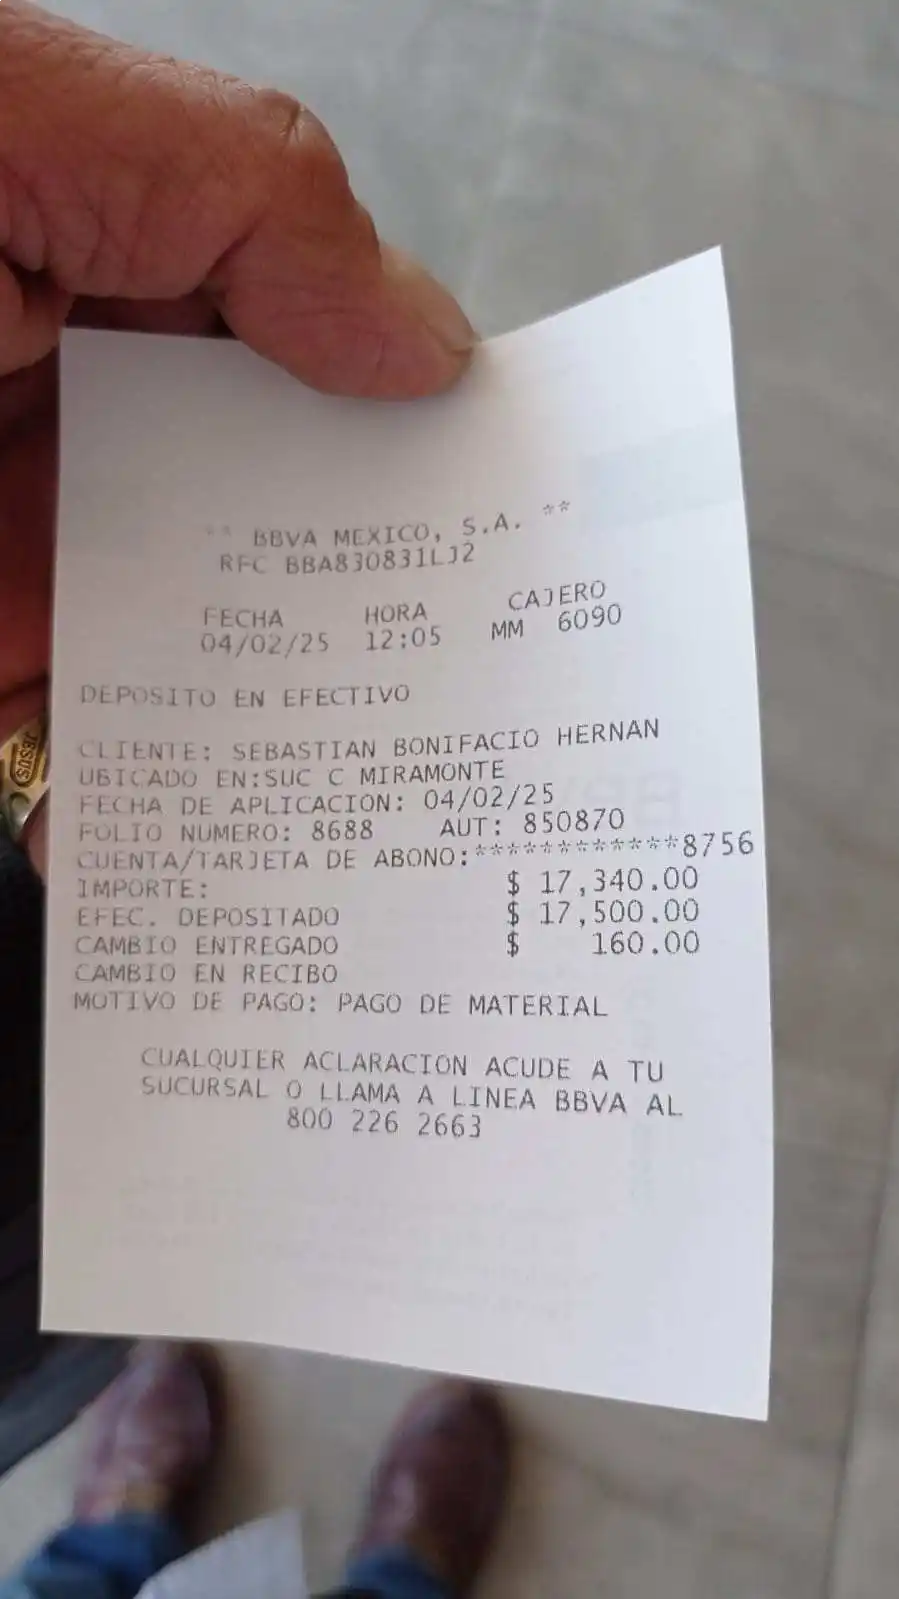 ** BBVA MEXICO, S.A. **
RFC BBA830831LJ2
FECHA HORA CAJERO
04/02/25 12:05 MM 6090
DEPOSITO EN EFECTIVO
CLIENTE: SEBASTIAN BONIFACIO HERNAN
UBICADO EN:SUC C MIRAMONTE
FECHA DE APLICACION: 04/02/25
FOLIO NUMERO: 8688 AUT: 850870
CUENTA/TARJETA DE ABONO:************8756
IMPORTE: $ 17,340.00
EFEC. DEPOSITADO $ 17,500.00
CAMBIO ENTREGADO $ 160.00
CAMBIO EN RECIBO
MOTIVO DE PAGO: PAGO DE MATERIAL
CUALQUIER ACLARACION ACUDE A TU
SUCURSAL O LLAMA A LINEA BBVA AL
800 226 2663
JESUS